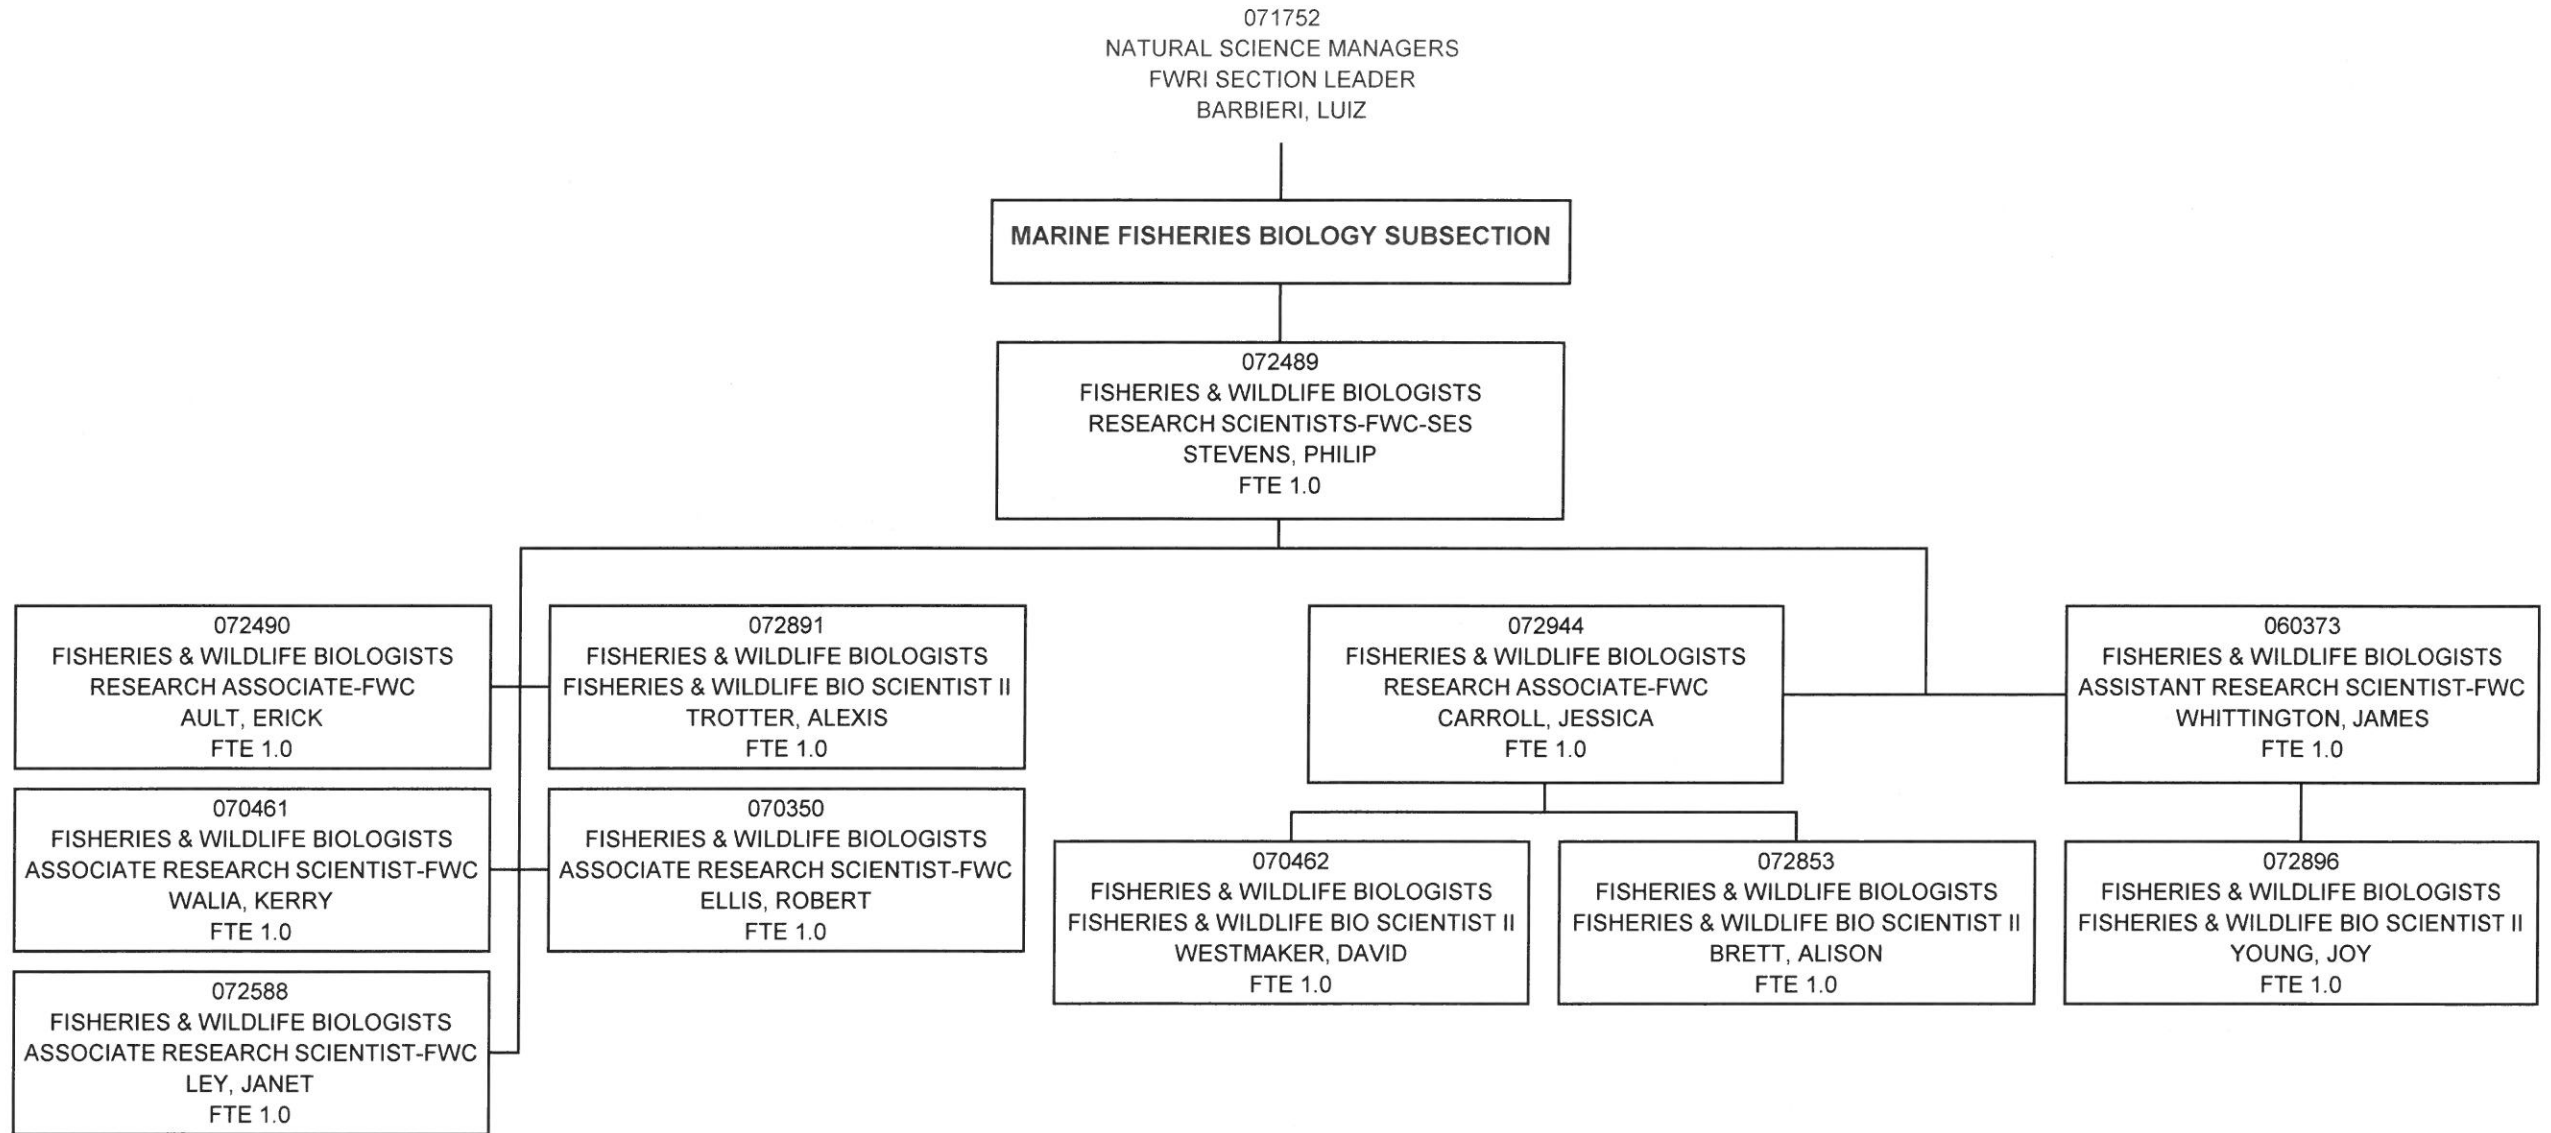 071752
NATURAL SCIENCE MANAGERS
FWRI SECTION LEADER
BARBIERI, LUIZ
MARINE FISHERIES BIOLOGY SUBSECTION
072489
FISHERIES & WILDLIFE BIOLOGISTS
RESEARCH SCIENTISTS-FWC-SES
STEVENS, PHILIP
FTE 1.0
072490
FISHERIES & WILDLIFE BIOLOGISTS
RESEARCH ASSOCIATE-FWC
AULT, ERICK
FTE 1.0
072891
FISHERIES & WILDLIFE BIOLOGISTS
FISHERIES & WILDLIFE BIO SCIENTIST II
TROTTER, ALEXIS
FTE 1.0
072944
FISHERIES & WILDLIFE BIOLOGISTS
RESEARCH ASSOCIATE-FWC
CARROLL, JESSICA
FTE 1.0
060373
FISHERIES & WILDLIFE BIOLOGISTS
ASSISTANT RESEARCH SCIENTIST-FWC
WHITTINGTON, JAMES
FTE 1.0
070461
FISHERIES & WILDLIFE BIOLOGISTS
ASSOCIATE RESEARCH SCIENTIST-FWC
WALIA, KERRY
FTE 1.0
070350
FISHERIES & WILDLIFE BIOLOGISTS
ASSOCIATE RESEARCH SCIENTIST-FWC
ELLIS, ROBERT
FTE 1.0
070462
FISHERIES & WILDLIFE BIOLOGISTS
FISHERIES & WILDLIFE BIO SCIENTIST II
WESTMAKER, DAVID
FTE 1.0
072853
FISHERIES & WILDLIFE BIOLOGISTS
FISHERIES & WILDLIFE BIO SCIENTIST II
BRETT, ALISON
FTE 1.0
072896
FISHERIES & WILDLIFE BIOLOGISTS
FISHERIES & WILDLIFE BIO SCIENTIST II
YOUNG, JOY
FTE 1.0
072588
FISHERIES & WILDLIFE BIOLOGISTS
ASSOCIATE RESEARCH SCIENTIST-FWC
LEY, JANET
FTE 1.0